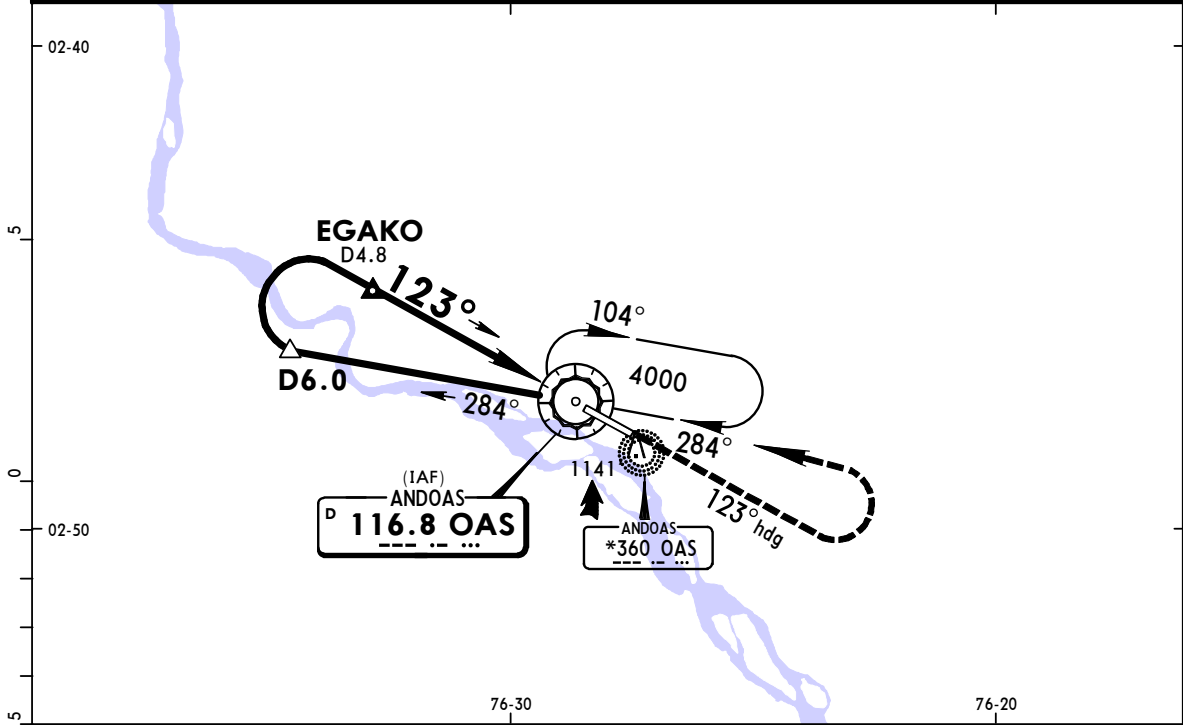 02-40
5
EGAKO
D4.8
123°
104°
4000
D6.0
284°
284°
1141
0
(IAF)
ANDOAS
D 116.8 OAS
123° hdg
ANDOAS
*360 OAS
02-50
5
76-30
76-20